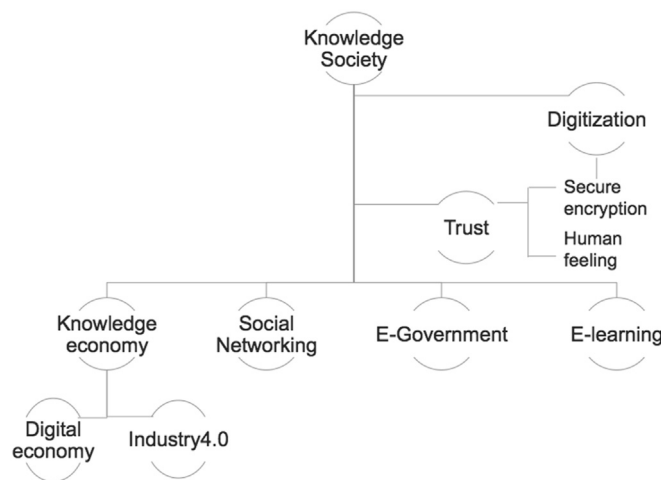 Knowledge
Society
Digitization
Secure
encryption
Trust
Human
feeling
Knowledge
economy
Social
Networking
E-Government
E-learning
Digital
economy
Industry4.0